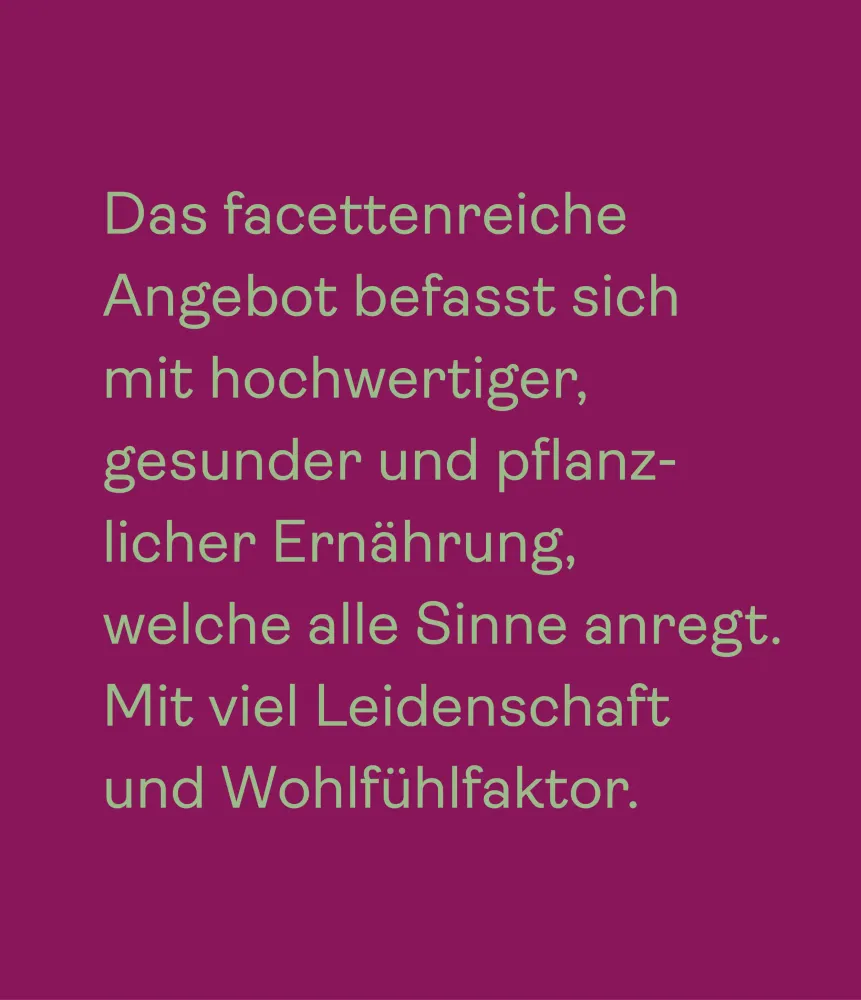 Das facettenreiche
Angebot befasst sich
mit hochwertiger,
gesunder und pflanz-
licher Ernährung,
welche alle Sinne anregt.
Mit viel Leidenschaft
und Wohlfühlfaktor.